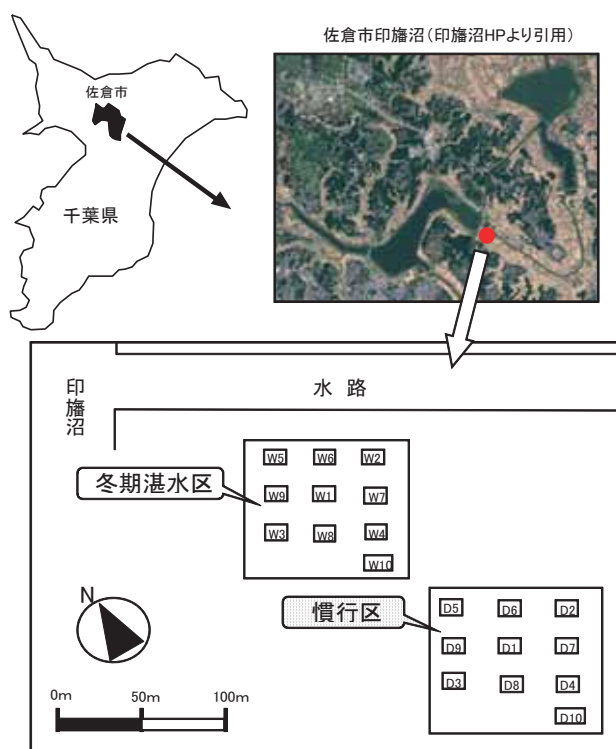 佐倉市印旛沼(印旛沼HPより引用)
佐倉市
千葉県
印旛沼
水路
W5 W6 W2
冬期湛水区
W9 W1 W7
W3 W8 W4
W10
N
慣行区
D5 D6 D2
D9 D1 D7
D3 D8 D4
D10
0m 50m 100m